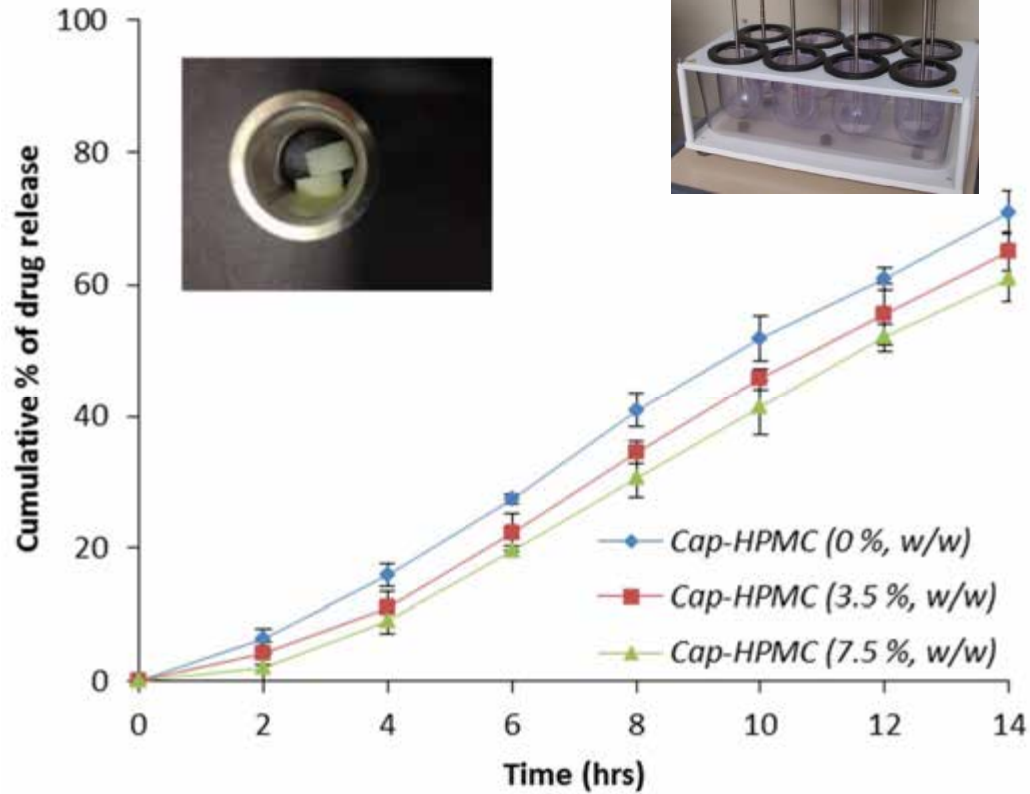 Cumulative % of drug release
100
80
60
40
20
0
0 2 4 6 8 10 12 14
Time (hrs)
Cap-HPMC (0 %, w/w)
Cap-HPMC (3.5 %, w/w)
Cap-HPMC (7.5 %, w/w)